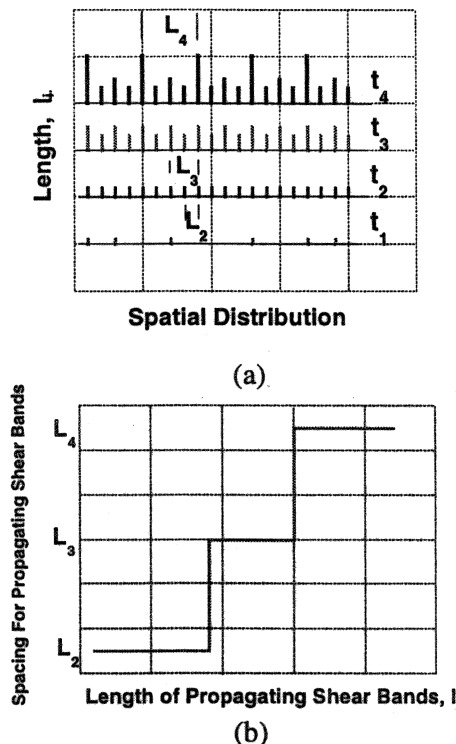 L₄
t₄
t₃
L₃
t₂
L₂
t₁
Length, lᵢ
Spatial Distribution
(a)
L₄
L₃
L₂
Spacing For Propagating Shear Bands
Length of Propagating Shear Bands, l
(b)